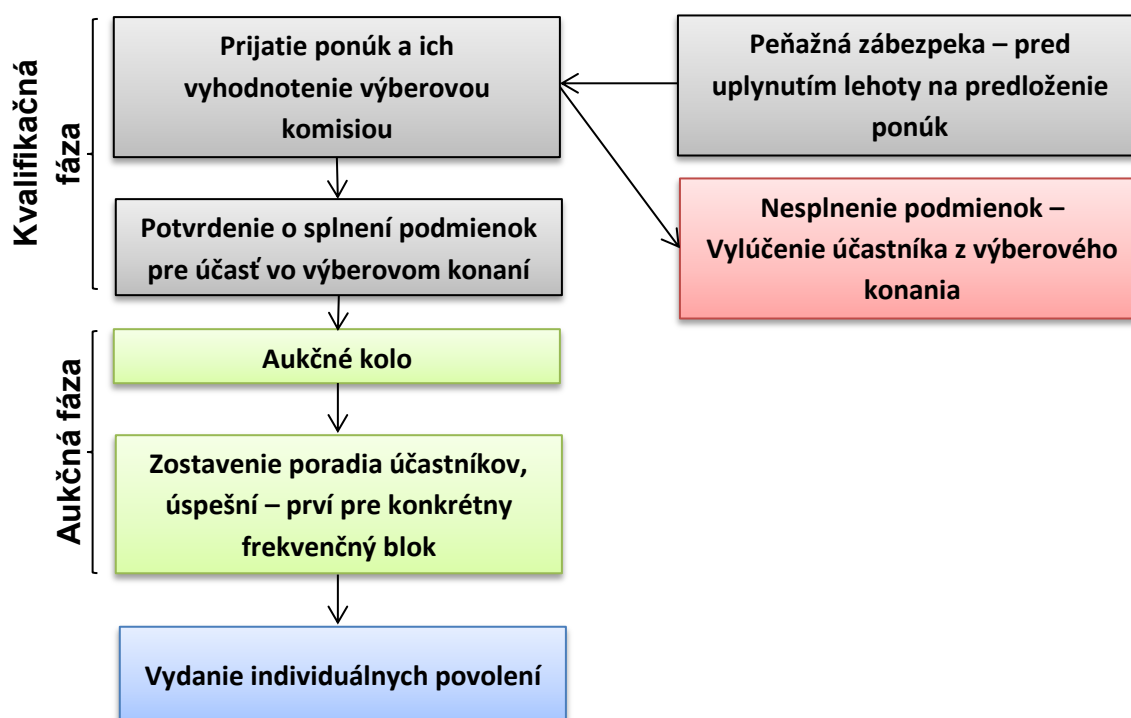 Kvalifikačná
fáza
Prijatie ponúk a ich
vyhodnotenie výberovou
komisiou
Peňažná zábezpeka – pred
uplynutím lehoty na predloženie
ponúk
Nesplnenie podmienok –
Vylúčenie účastníka z výberového
konania
Potvrdenie o splnení podmienok
pre účasť vo výberovom konaní
Aukčná fáza
Aukčné kolo
Zostavenie poradia účastníkov,
úspešní – prví pre konkrétny
frekvenčný blok
Vydanie individuálnych povolení